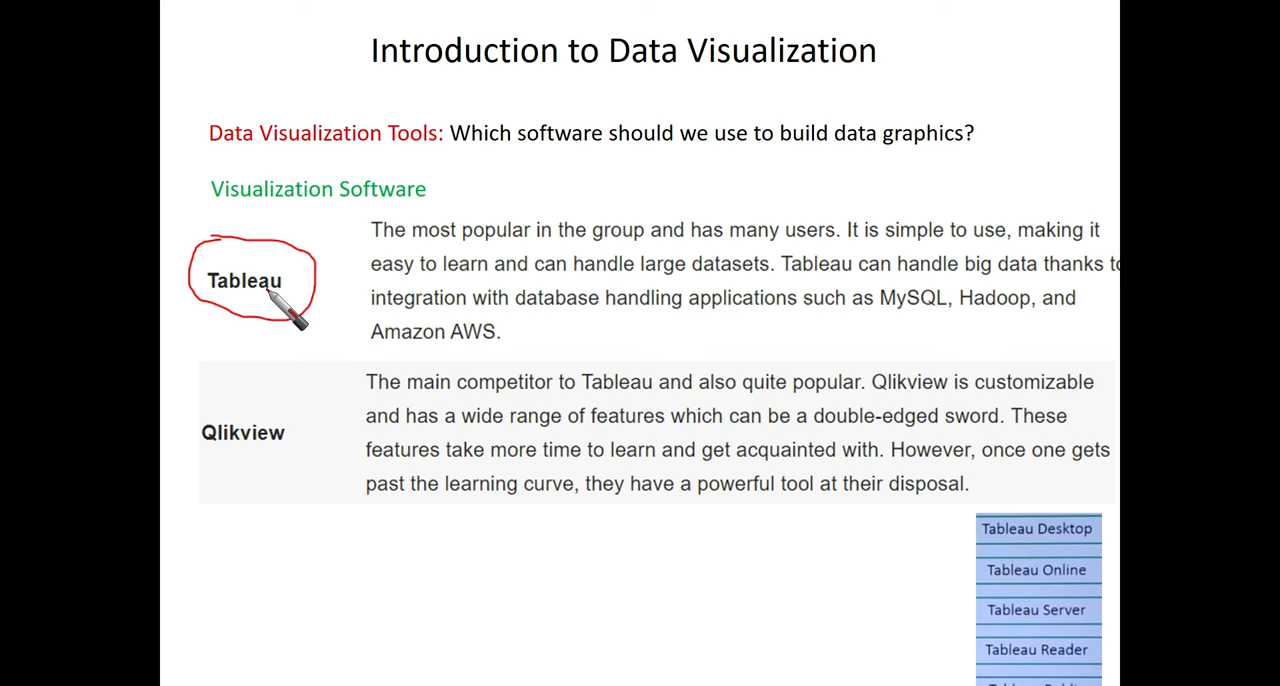 Introduction to Data Visualization
Data Visualization Tools: Which software should we use to build data graphics?
Visualization Software
Tableau
The most popular in the group and has many users. It is simple to use, making it
easy to learn and can handle large datasets. Tableau can handle big data thanks to
integration with database handling applications such as MySQL, Hadoop, and
Amazon AWS.
Qlikview
The main competitor to Tableau and also quite popular. Qlikview is customizable
and has a wide range of features which can be a double-edged sword. These
features take more time to learn and get acquainted with. However, once one gets
past the learning curve, they have a powerful tool at their disposal.
Tableau Desktop
Tableau Online
Tableau Server
Tableau Reader